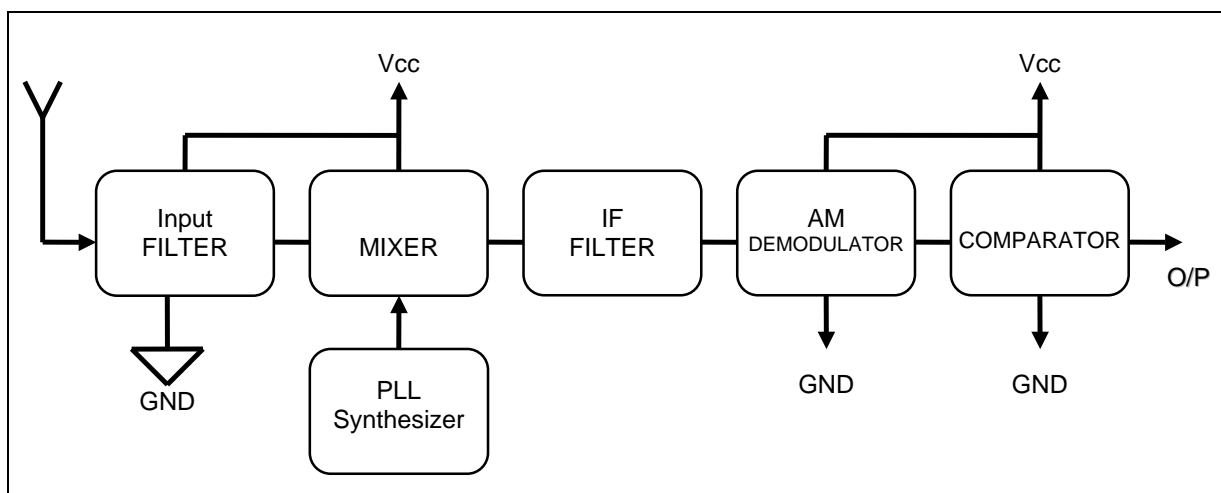 Vcc
Vcc
Input
FILTER
MIXER
IF
FILTER
AM
DEMODULATOR
COMPARATOR
O/P
GND
PLL
Synthesizer
GND
GND